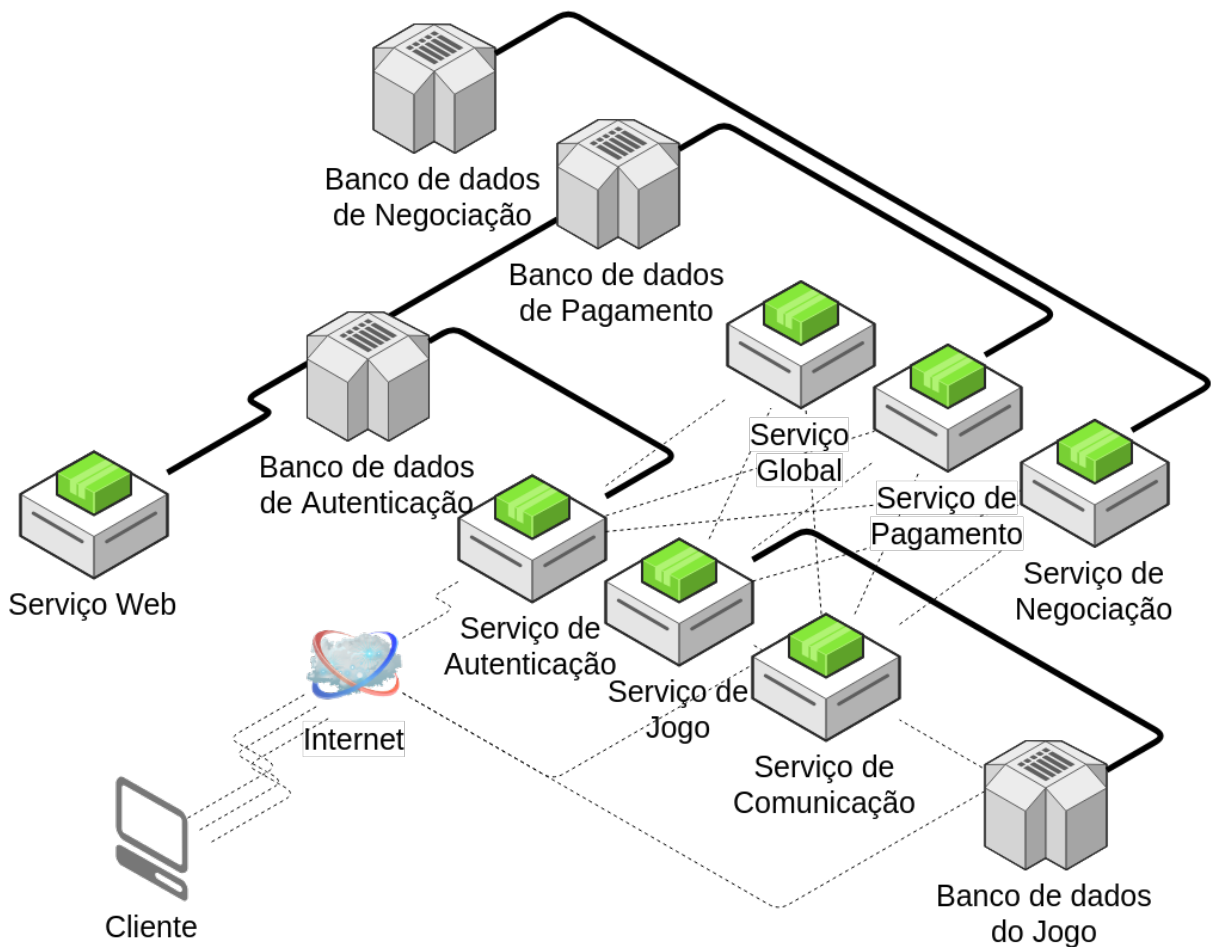 Banco de dados
de Negociação
Banco de dados
de Pagamento
Banco de dados
de Autenticação
Serviço
Global
Serviço de
Pagamento
Serviço de
Negociação
Serviço Web
Serviço de
Autenticação
Serviço de
Jogo
Internet
Serviço de
Comunicação
Cliente
Banco de dados
do Jogo